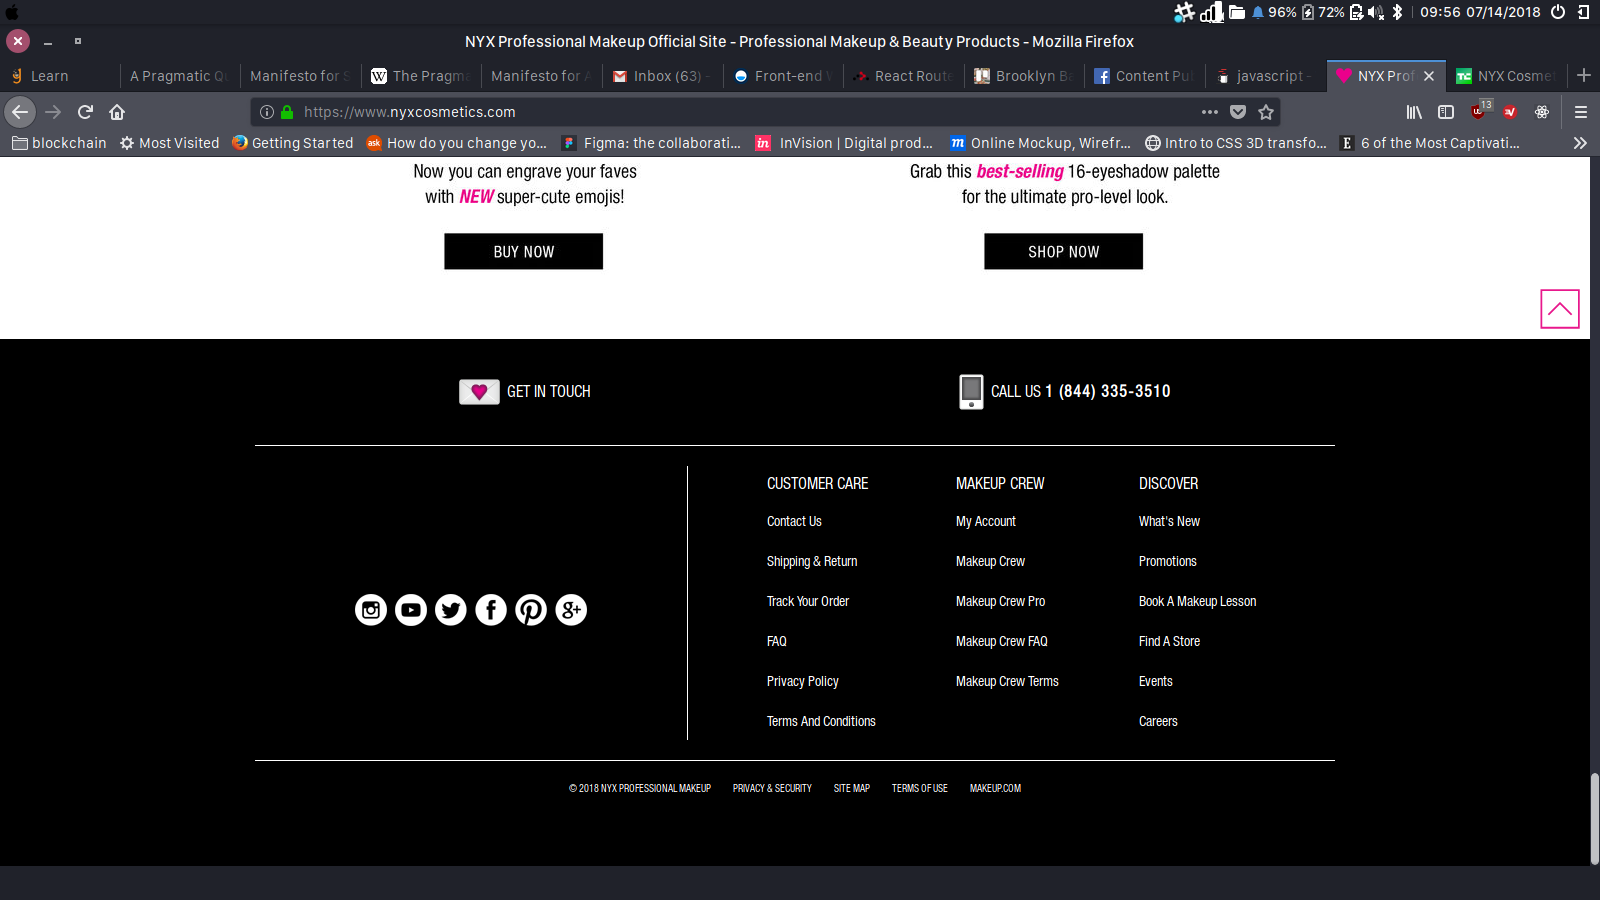 96% 72% 09:56 07/14/2018
NYX Professional Makeup Official Site - Professional Makeup & Beauty Products - Mozilla Firefox
Learn A Pragmatic Manifesto for The Pragma Manifesto for Inbox (63) - Front-end React Route Brooklyn Content Pu javascript - NYX Prof NYX Cosmet
https://www.nyxcosmetics.com 13
blockchain Most Visited Getting Started How do you change yo... Figma: the collaborati... InVision | Digital prod... Online Mockup, Wirefr... Intro to CSS 3D transfo... 6 of the Most Captivati...
Now you can engrave your faves
with NEW super-cute emojis!
BUY NOW
Grab this best-selling 16-eyeshadow palette
for the ultimate pro-level look.
SHOP NOW
GET IN TOUCH
CALL US 1 (844) 335-3510
CUSTOMER CARE
Contact Us
Shipping & Return
Track Your Order
FAQ
Privacy Policy
Terms And Conditions
MAKEUP CREW
My Account
Makeup Crew
Makeup Crew Pro
Makeup Crew FAQ
Makeup Crew Terms
DISCOVER
What's New
Promotions
Book A Makeup Lesson
Find A Store
Events
Careers
© 2018 NYX PROFESSIONAL MAKEUP PRIVACY & SECURITY SITE MAP TERMS OF USE MAKEUP.COM